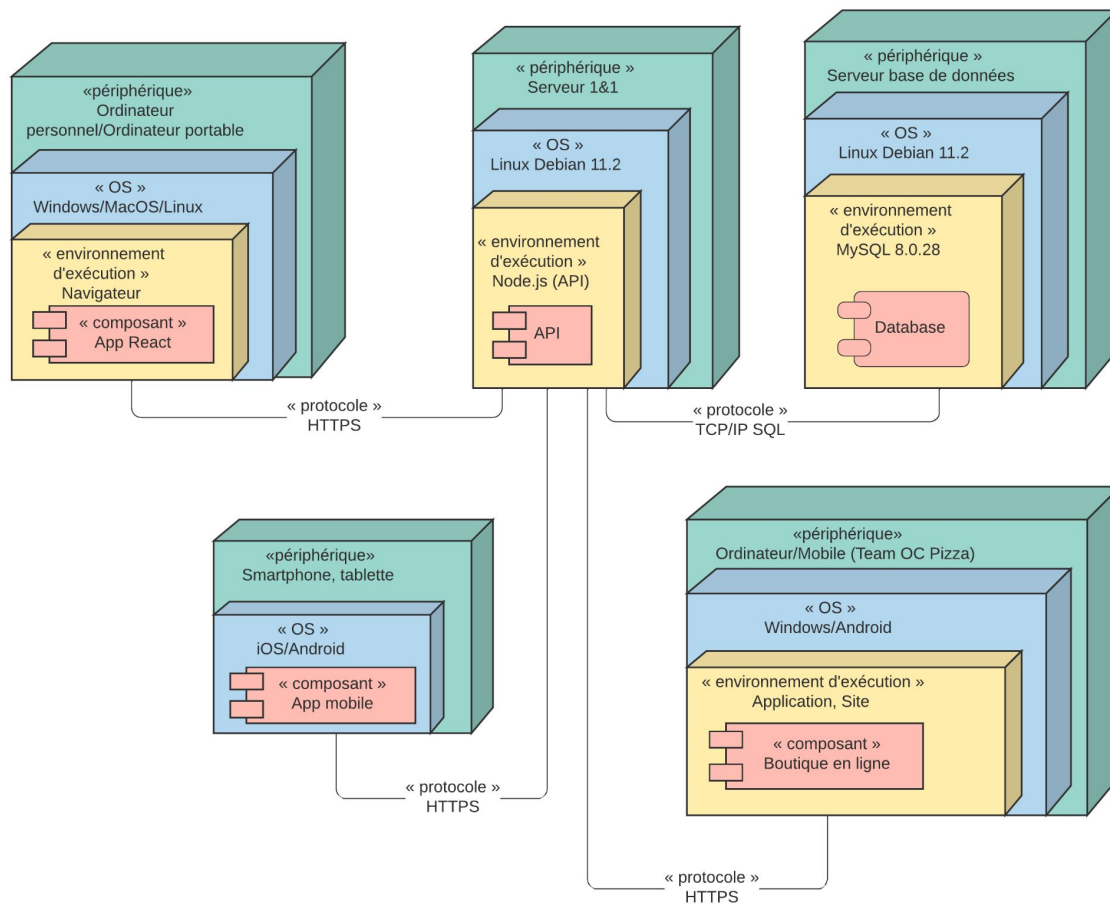 «périphérique»
Ordinateur
personnel/Ordinateur portable
« OS »
Windows/MacOS/Linux
« environnement
d'exécution »
Navigateur
« composant »
App React
« périphérique »
Serveur 1&1
« OS »
Linux Debian 11.2
« environnement
d'exécution »
Node.js (API)
API
« périphérique »
Serveur base de données
« OS »
Linux Debian 11.2
« environnement
d'exécution »
MySQL 8.0.28
Database
« protocole »
HTTPS
« protocole »
TCP/IP SQL
«périphérique»
Smartphone, tablette
« OS »
iOS/Android
« composant »
App mobile
«périphérique»
Ordinateur/Mobile (Team OC Pizza)
« OS »
Windows/Android
« environnement d'exécution »
Application, Site
« composant »
Boutique en ligne
« protocole »
HTTPS
« protocole »
HTTPS